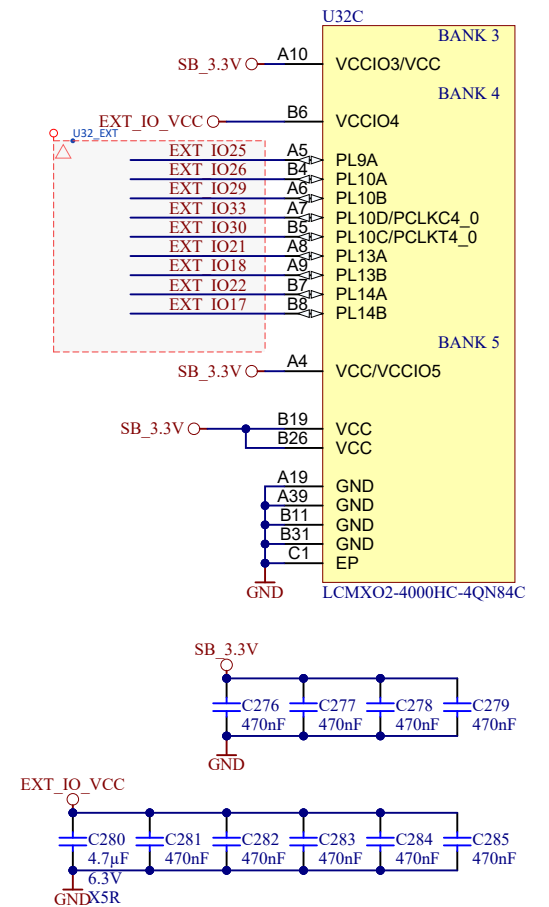 U32C
BANK 3
SB_3.3V A10 VCCIO3/VCC
BANK 4
EXT_IO_VCC B6 VCCIO4
U32_EXT
EXT_IO25 A5 PL9A
EXT_IO26 B4 PL10A
EXT_IO29 A6 PL10B
EXT_IO33 A7 PL10D/PCLKC4_0
EXT_IO30 B5 PL10C/PCLKT4_0
EXT_IO21 A8 PL13A
EXT_IO18 A9 PL13B
EXT_IO22 B7 PL14A
EXT_IO17 B8 PL14B
BANK 5
SB_3.3V A4 VCC/VCCIO5
SB_3.3V B19 VCC
B26 VCC
A19 GND
A39 GND
B11 GND
B31 GND
C1 EP
GND LCMXO2-4000HC-4QN84C
SB_3.3V
C276 C277 C278 C279
470nF 470nF 470nF 470nF
GND
EXT_IO_VCC
C280 C281 C282 C283 C284 C285
4.7µF 470nF 470nF 470nF 470nF 470nF
6.3V
GND X5R